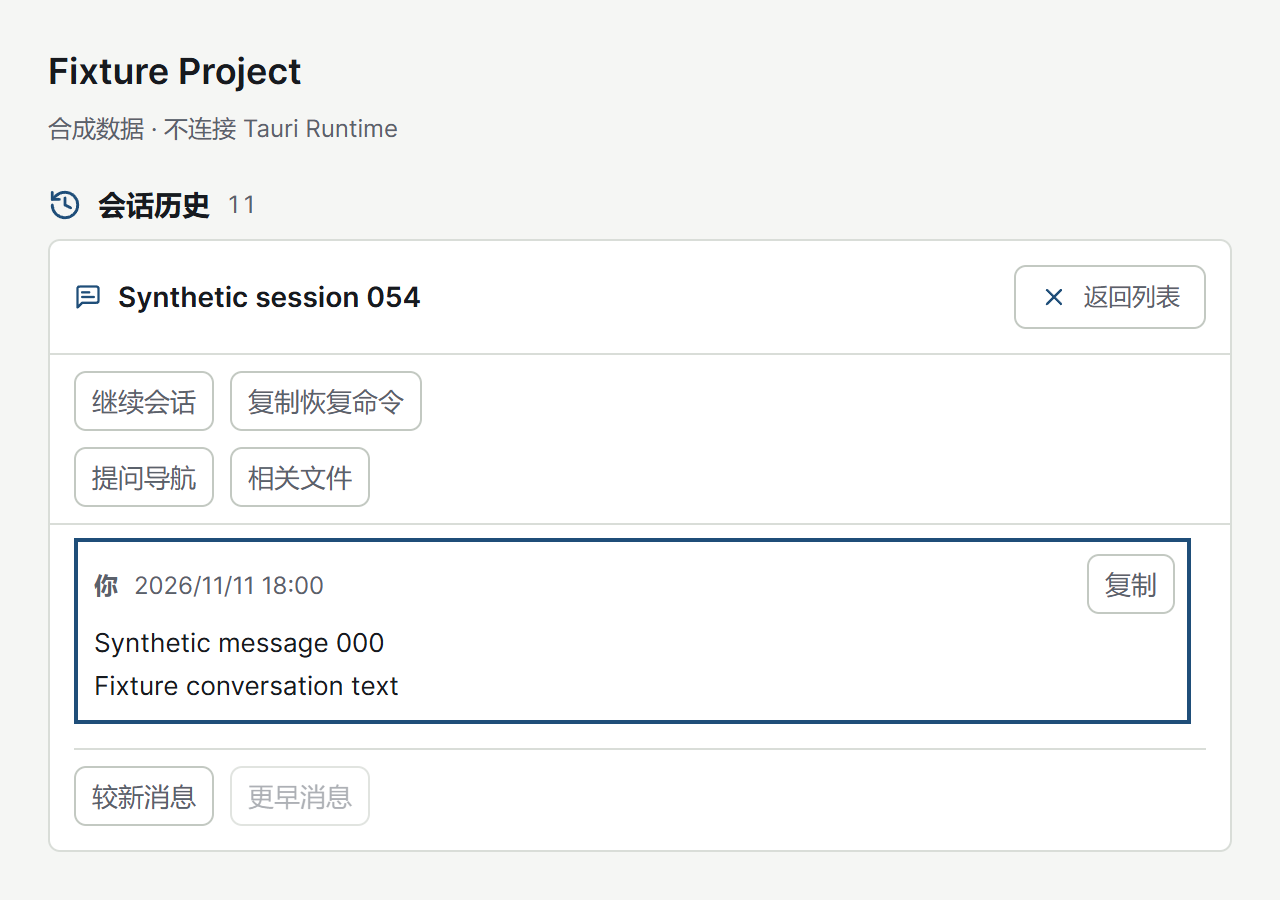 Fixture Project
合成数据 · 不连接 Tauri Runtime
会话历史 11
Synthetic session 054
返回列表
继续会话 复制恢复命令
提问导航 相关文件
你 2026/11/11 18:00 复制
Synthetic message 000
Fixture conversation text
较新消息 更早消息